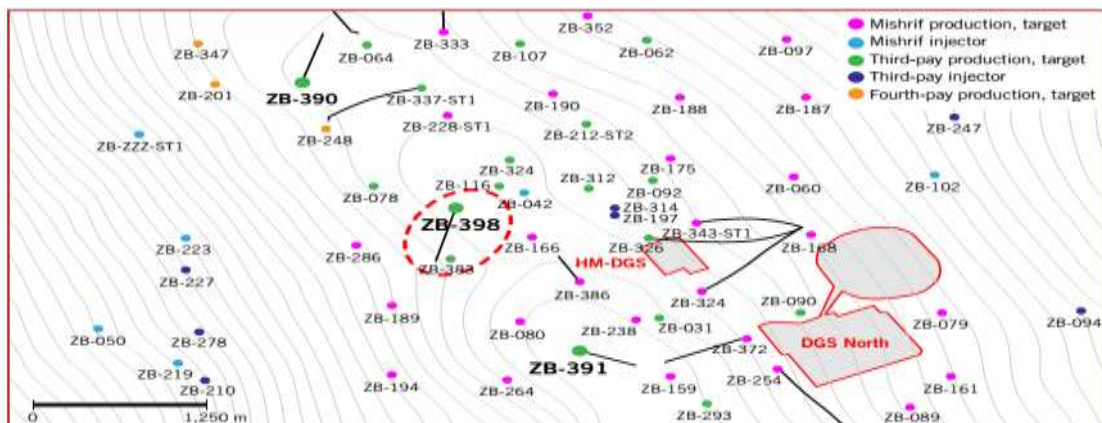 ZB-352
Mishrif production, target
ZB-347
ZB-064
ZB-333
ZB-107
ZB-062
ZB-097
Mishrif injector
Third-pay production, target
Third-pay injector
Fourth-pay production, target
ZB-201
ZB-390
ZB-337-ST1
ZB-190
ZB-188
ZB-187
ZB-247
ZB-ZZZ-ST1
ZB-248
ZB-228-ST1
ZB-212-ST2
ZB-175
ZB-324
ZB-078
ZB-116
ZB-042
ZB-312
ZB-092
ZB-060
ZB-102
ZB-314
ZB-197
ZB-398
ZB-343-ST1
ZB-223
ZB-286
ZB-166
ZB-326
ZB-168
ZB-383
HM-DGS
ZB-227
ZB-386
ZB-324
ZB-090
ZB-189
ZB-050
ZB-278
ZB-080
ZB-238
ZB-031
ZB-079
ZB-094
ZB-372
DGS North
ZB-219
ZB-391
ZB-210
ZB-194
ZB-264
ZB-159
ZB-254
ZB-161
0
1,250 m
ZB-293
ZB-089